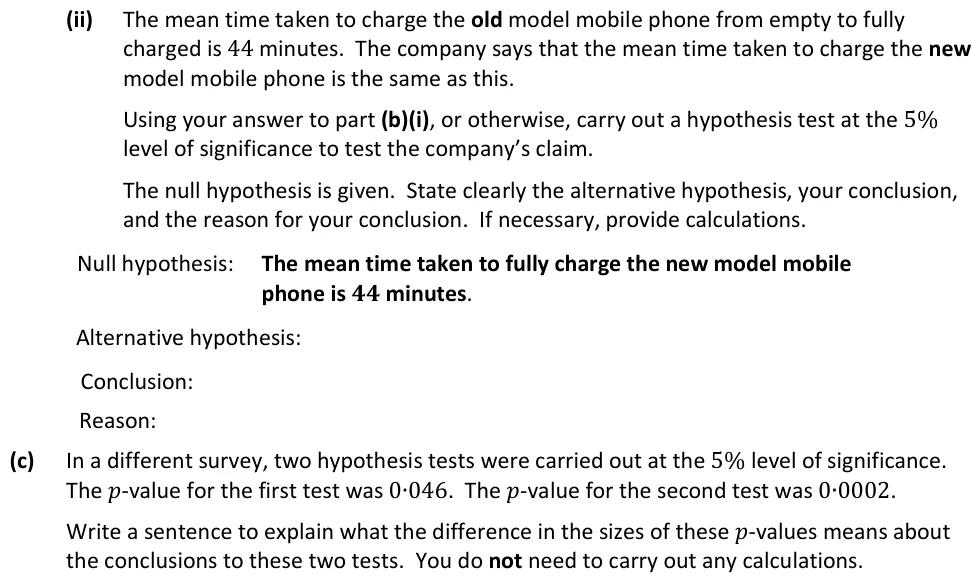 (ii) The mean time taken to charge the old model mobile phone from empty to fully
charged is 44 minutes. The company says that the mean time taken to charge the new
model mobile phone is the same as this.
Using your answer to part (b)(i), or otherwise, carry out a hypothesis test at the 5%
level of significance to test the company’s claim.
The null hypothesis is given. State clearly the alternative hypothesis, your conclusion,
and the reason for your conclusion. If necessary, provide calculations.
Null hypothesis: The mean time taken to fully charge the new model mobile
phone is 44 minutes.
Alternative hypothesis:
Conclusion:
Reason:
(c) In a different survey, two hypothesis tests were carried out at the 5% level of significance.
The p-value for the first test was 0·046. The p-value for the second test was 0·0002.
Write a sentence to explain what the difference in the sizes of these p-values means about
the conclusions to these two tests. You do not need to carry out any calculations.